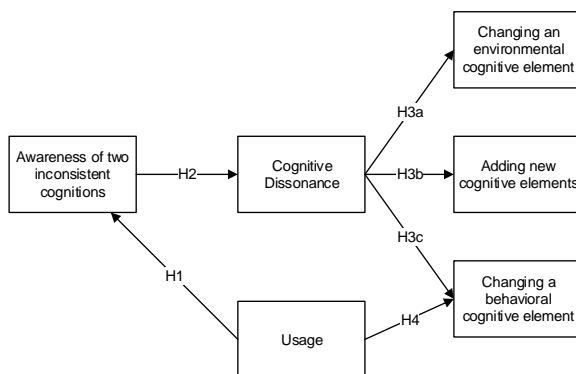 Changing an
environmental
cognitive element
H3a
Awareness of two
inconsistent
cognitions
H2
Cognitive
Dissonance
H3b
Adding new
cognitive elements
H3c
H1
Usage
H4
Changing a
behavioral
cognitive element